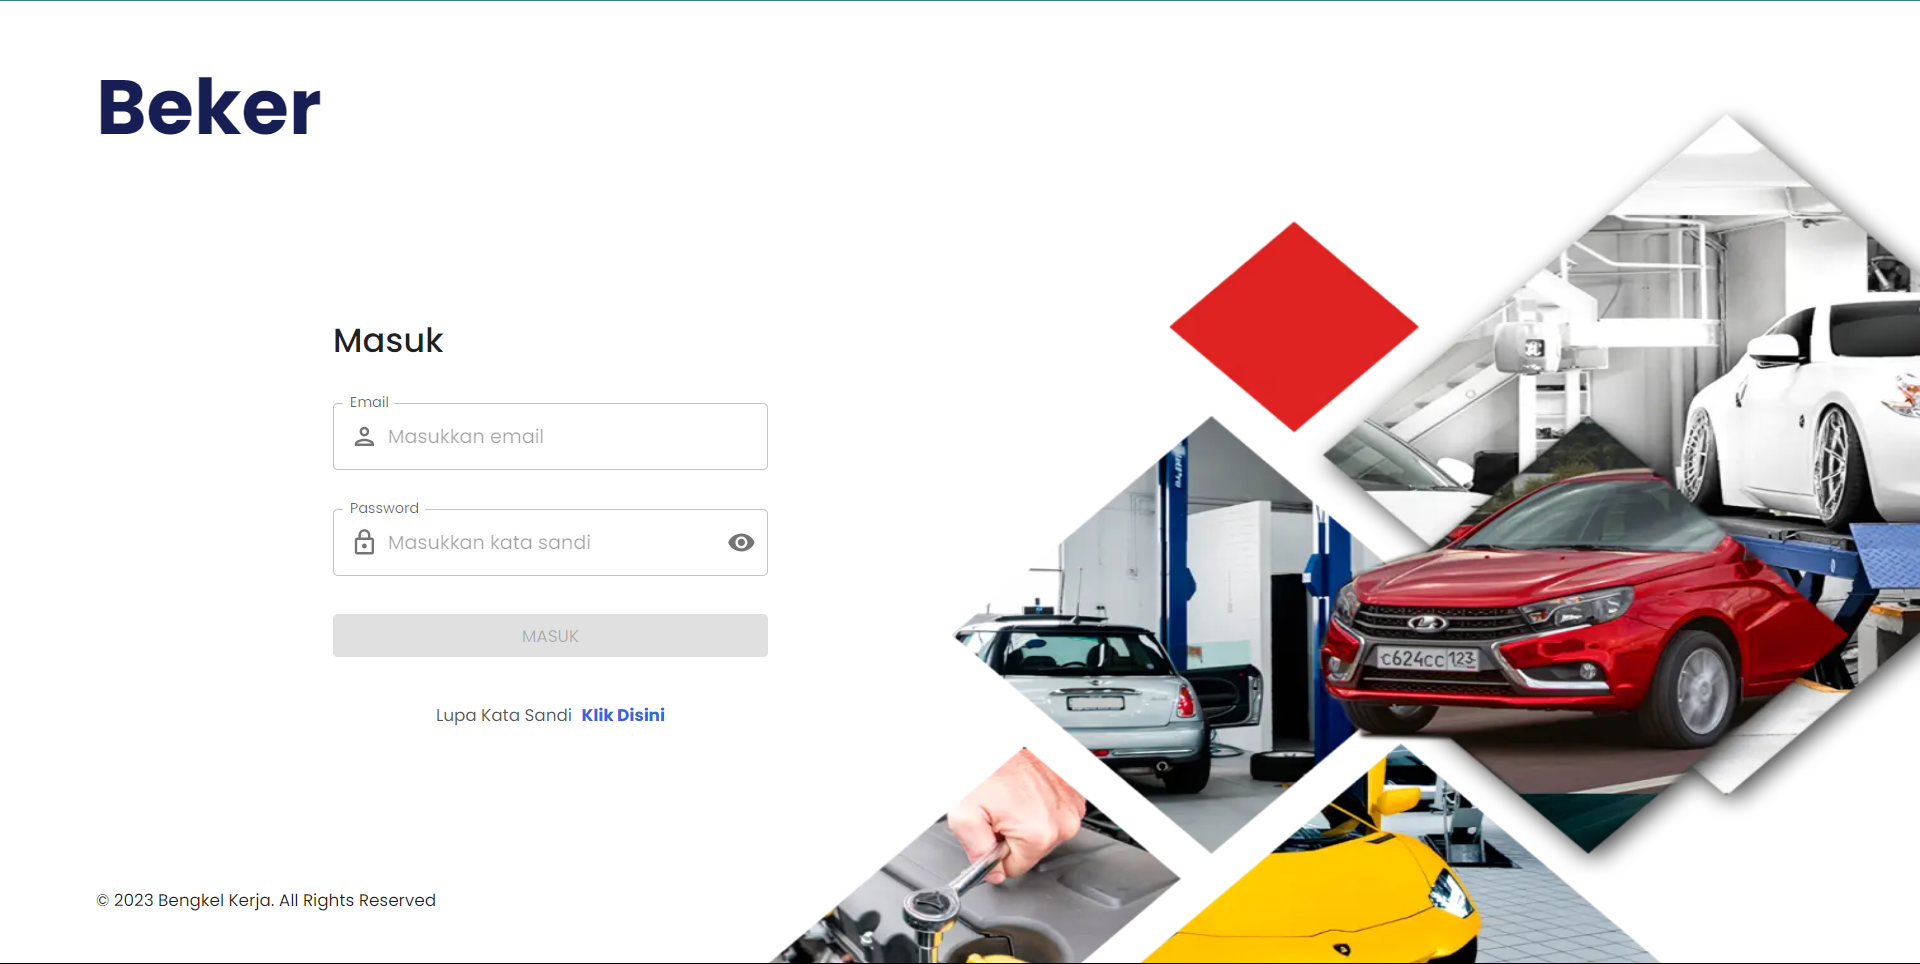 Beker
Masuk
Email
Masukkan email
Password
Masukkan kata sandi
MASUK
Lupa Kata Sandi Klik Disini
© 2023 Bengkel Kerja. All Rights Reserved
C624CC 123